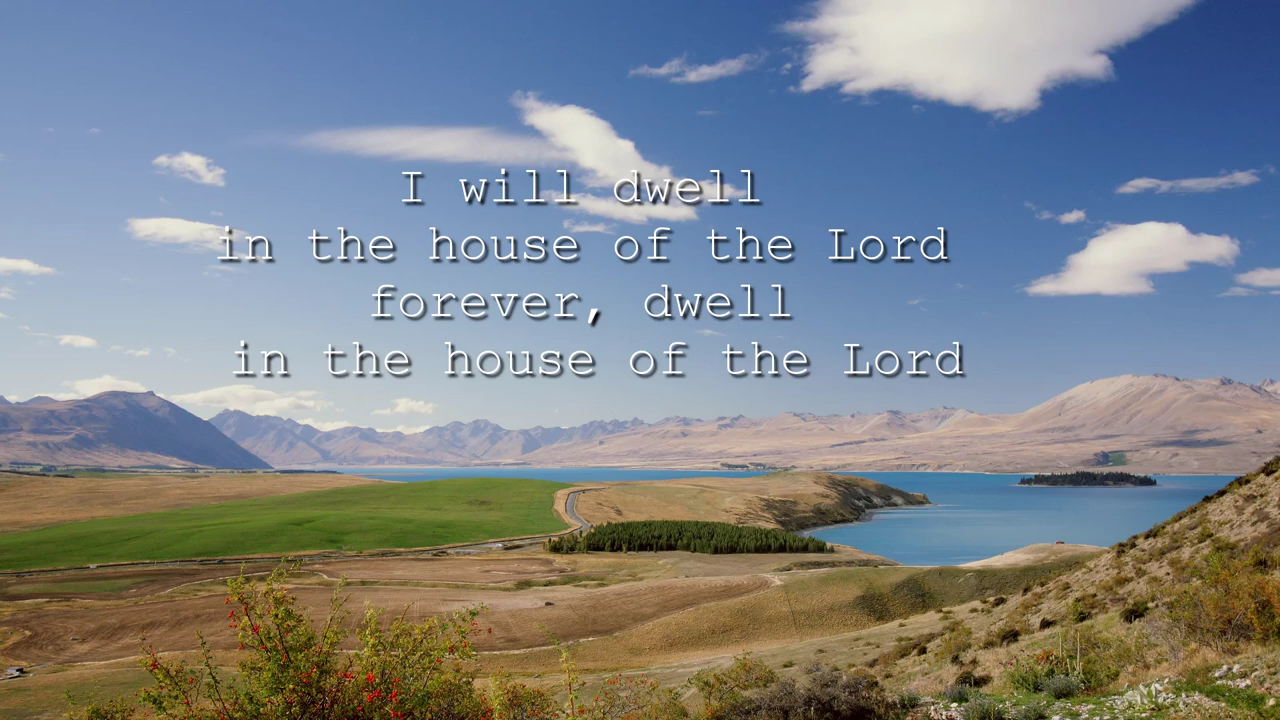 I will dwell
in the house of the Lord
forever, dwell
in the house of the Lord